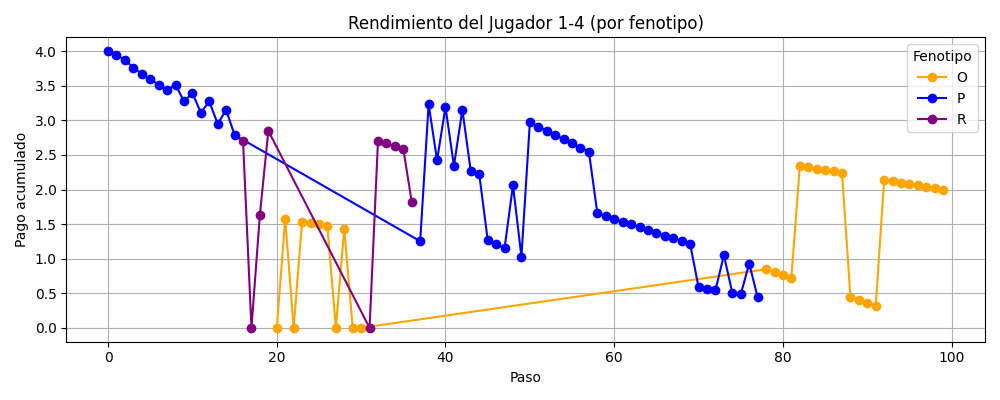 Rendimiento del Jugador 1-4 (por fenotipo)
Pago acumulado
4.0
3.5
3.0
2.5
2.0
1.5
1.0
0.5
0.0
Fenotipo
O
P
R
0 20 40 60 80 100
Paso